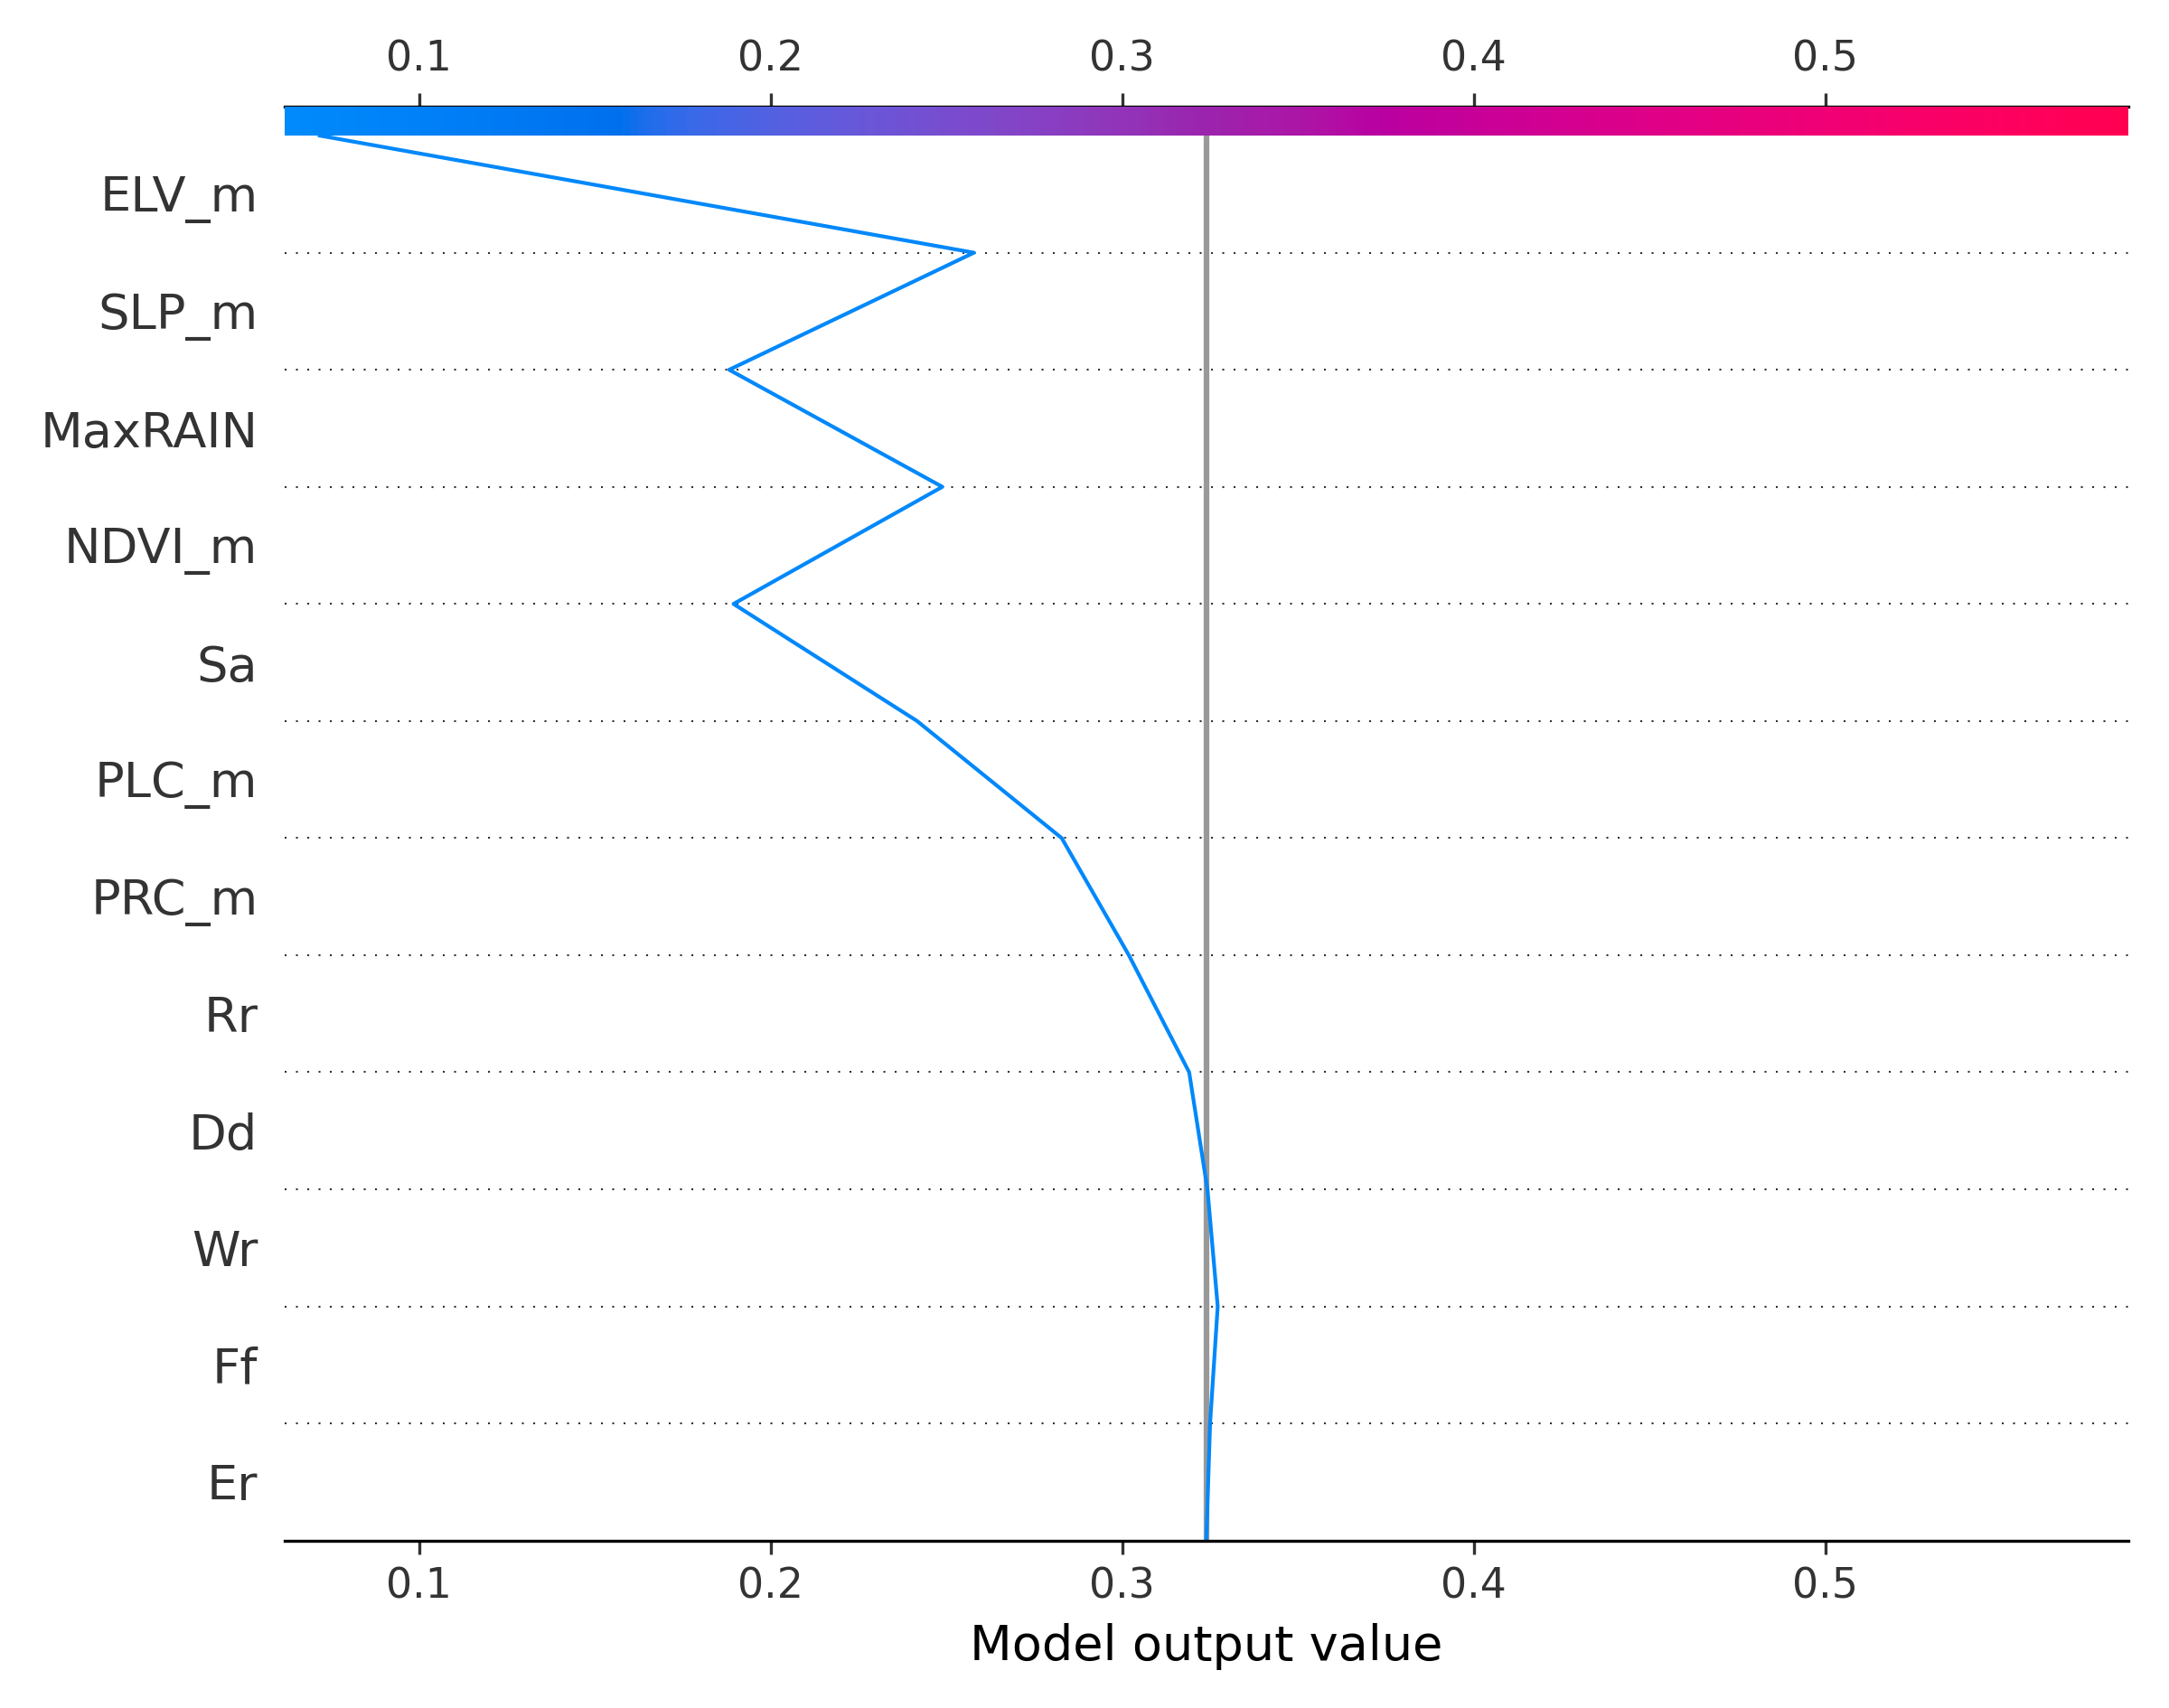 0.1 0.2 0.3 0.4 0.5
ELV_m
SLP_m
MaxRAIN
NDVI_m
Sa
PLC_m
PRC_m
Rr
Dd
Wr
Ff
Er
0.1 0.2 0.3 0.4 0.5
Model output value